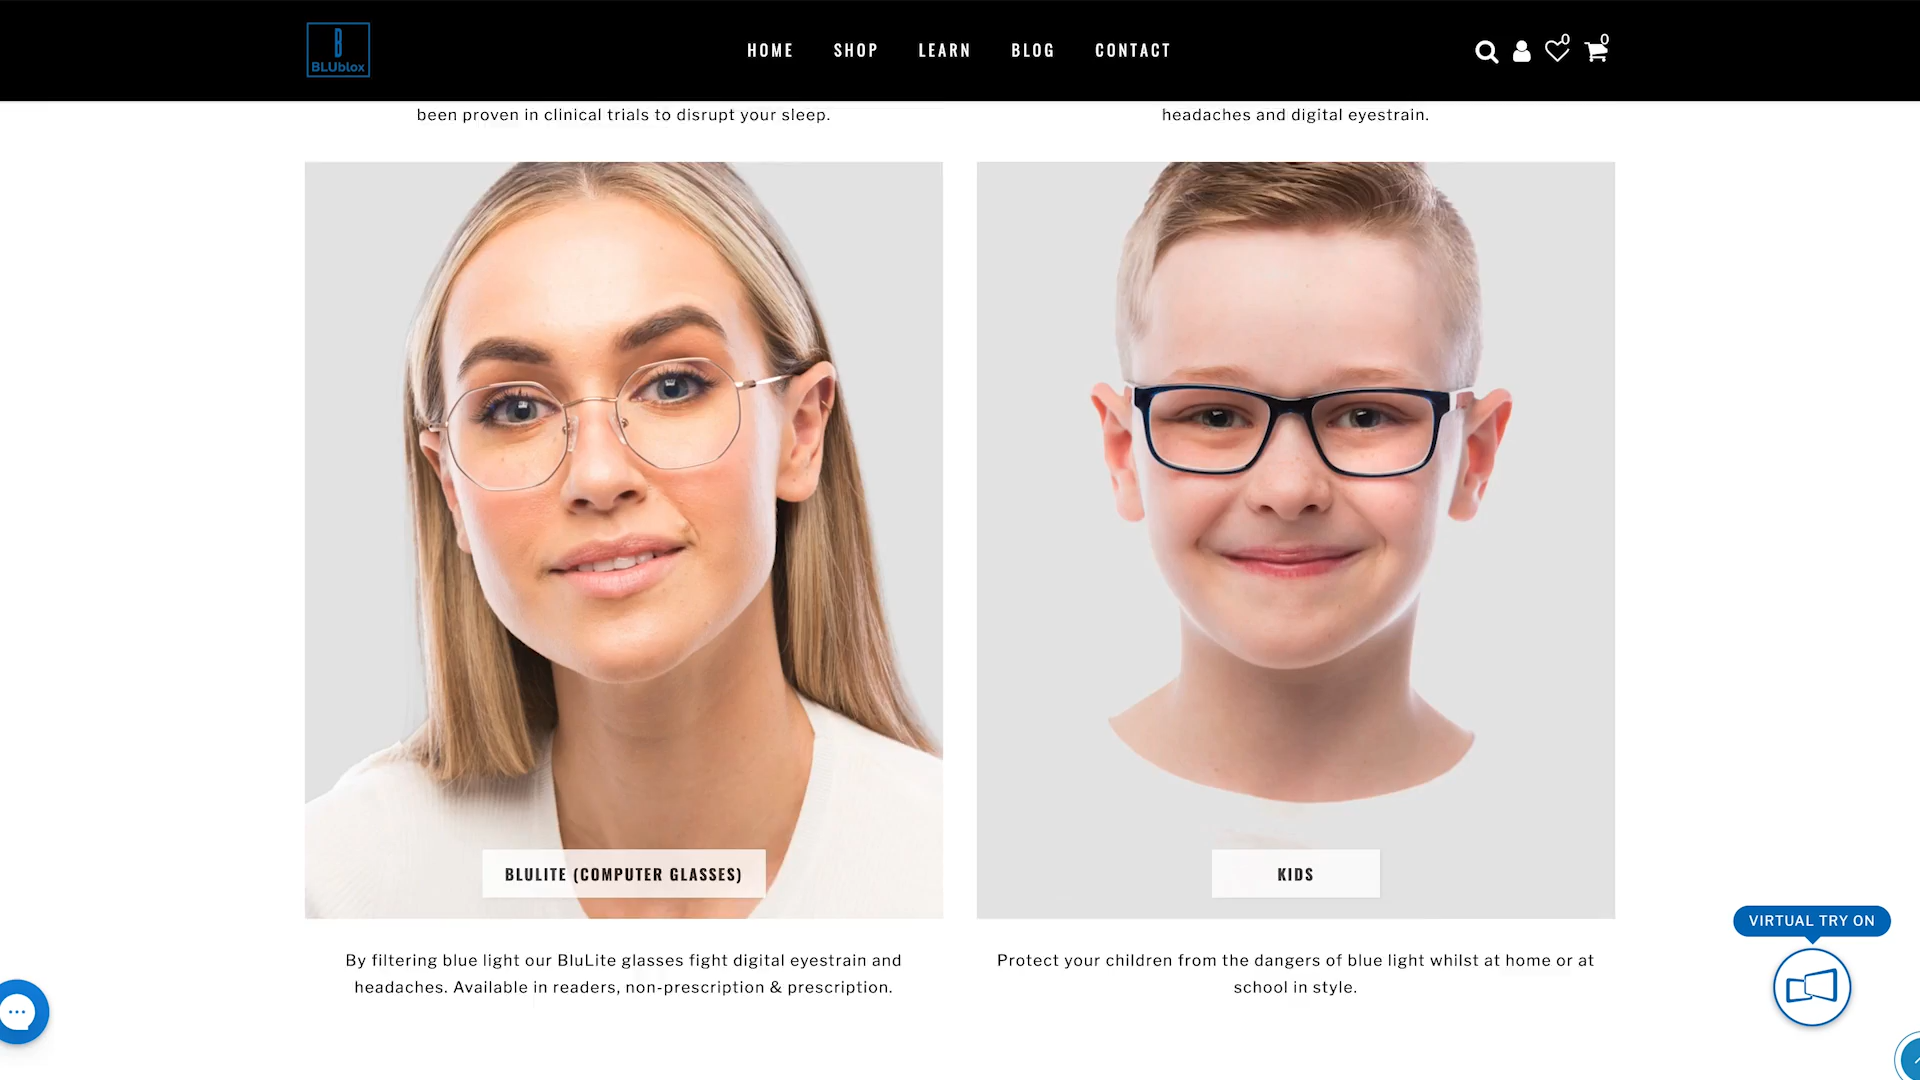 BLUblox
HOME SHOP LEARN BLOG CONTACT
0 0
been proven in clinical trials to disrupt your sleep.
headaches and digital eyestrain.
BLULITE (COMPUTER GLASSES)
KIDS
By filtering blue light our BluLite glasses fight digital eyestrain and
headaches. Available in readers, non-prescription & prescription.
Protect your children from the dangers of blue light whilst at home or at
school in style.
VIRTUAL TRY ON